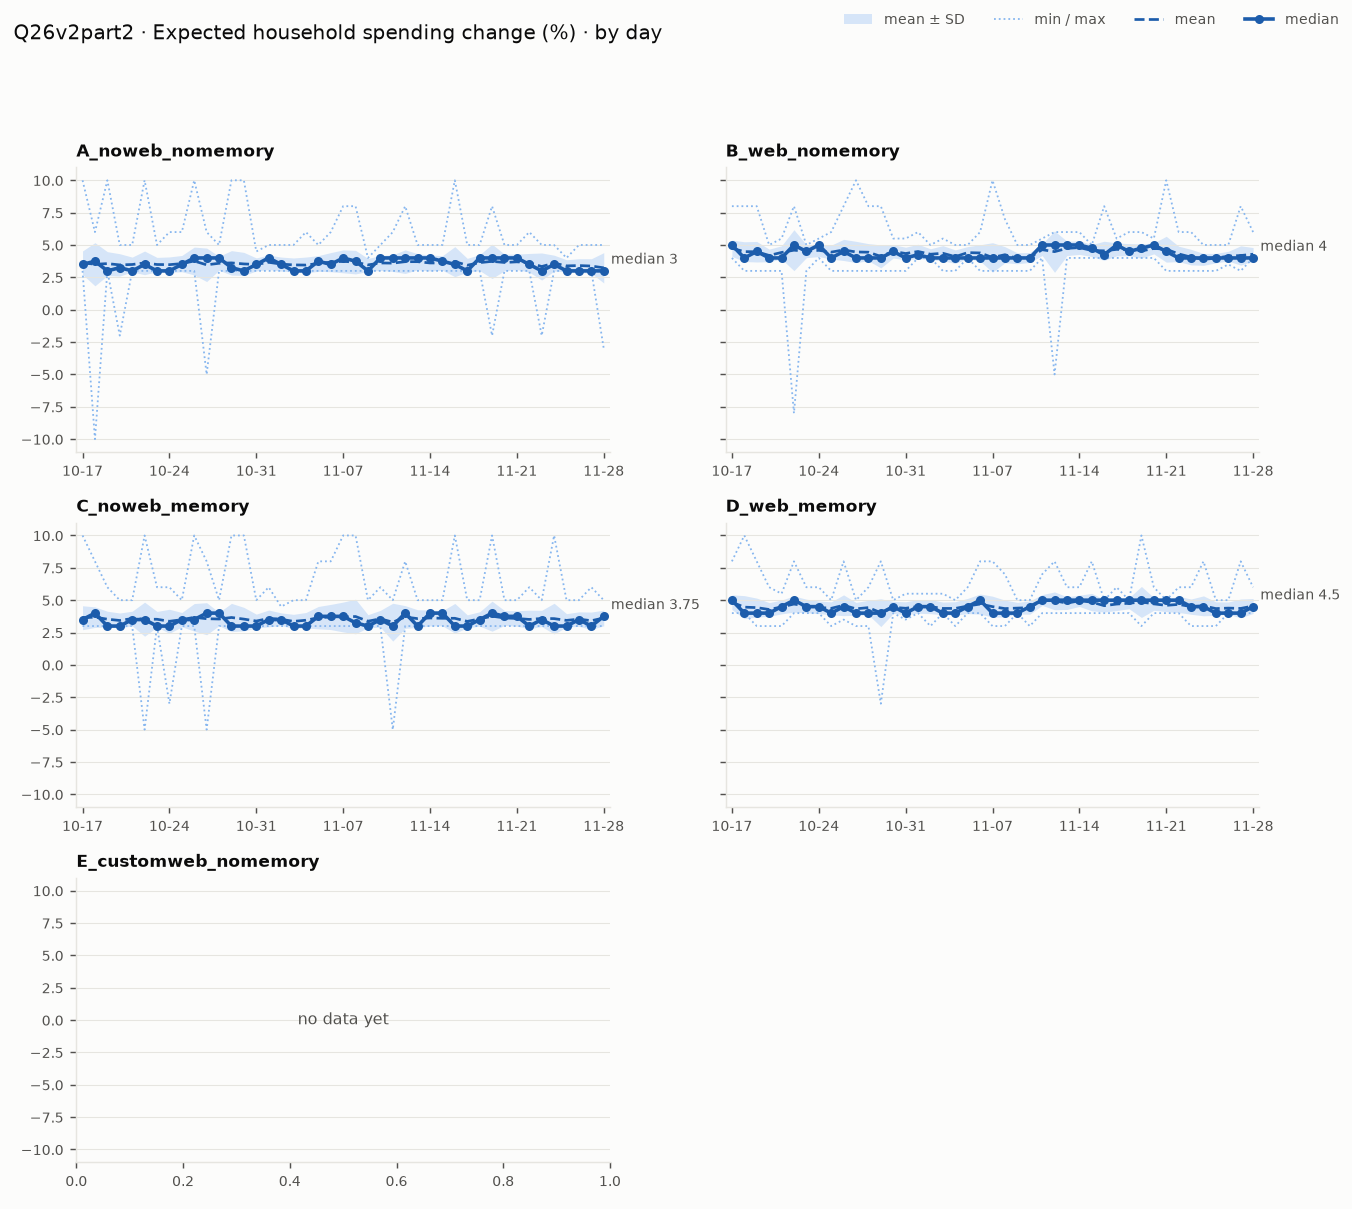 Q26v2part2 · Expected household spending change (%) · by day
mean ± SD
min / max
mean
median
A_noweb_nomemory
10.0
7.5
5.0
2.5
0.0
−2.5
−5.0
−7.5
−10.0
10-17 10-24 10-31 11-07 11-14 11-21 11-28
median 3
B_web_nomemory
10-17 10-24 10-31 11-07 11-14 11-21 11-28
median 4
C_noweb_memory
10.0
7.5
5.0
2.5
0.0
−2.5
−5.0
−7.5
−10.0
10-17 10-24 10-31 11-07 11-14 11-21 11-28
median 3.75
D_web_memory
10-17 10-24 10-31 11-07 11-14 11-21 11-28
median 4.5
E_customweb_nomemory
10.0
7.5
5.0
2.5
0.0
−2.5
−5.0
−7.5
−10.0
no data yet
0.0 0.2 0.4 0.6 0.8 1.0